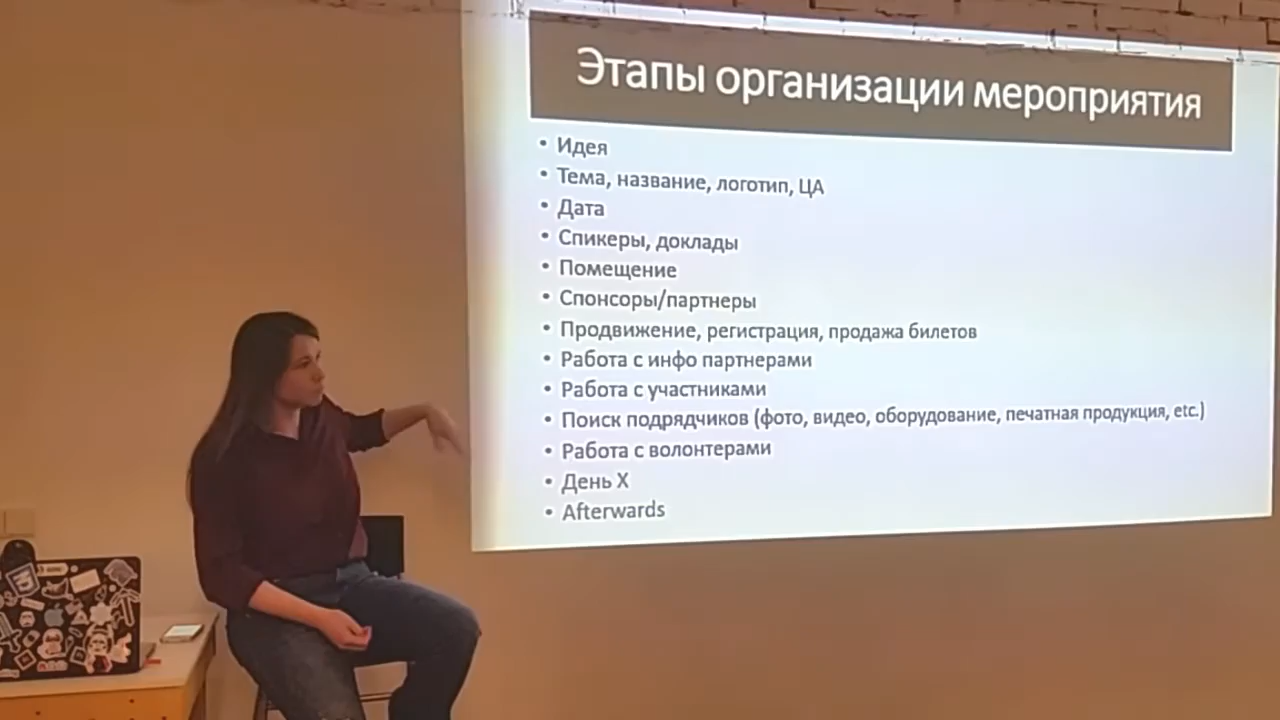 Этапы организации мероприятия
• Идея
• Тема, название, логотип, ЦА
• Дата
• Спикеры, доклады
• Помещение
• Спонсоры/партнеры
• Продвижение, регистрация, продажа билетов
• Работа с инфо партнерами
• Работа с участниками
• Поиск подрядчиков (фото, видео, оборудование, печатная продукция, etc.)
• Работа с волонтерами
• День X
• Afterwards